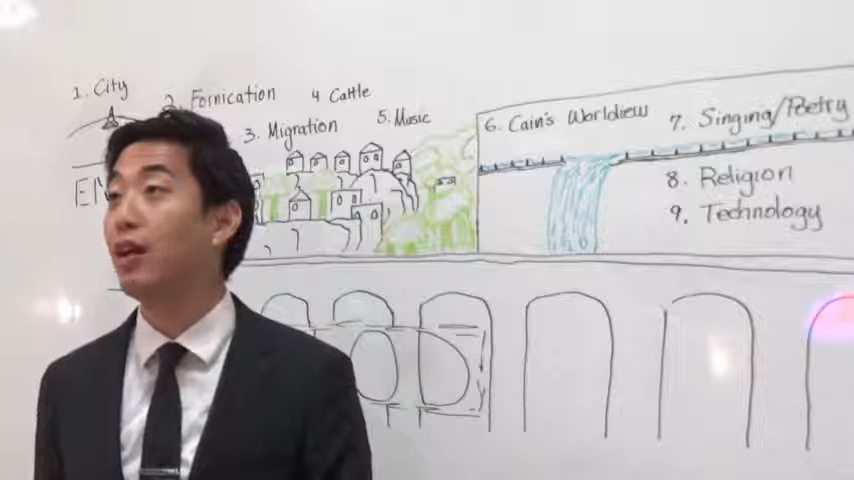 1. City
2. Fornication
3. Migration
4 Cattle
5. Music
6. Cain's Worldview
7. Singing/Poetry
8. Religion
9. Technology